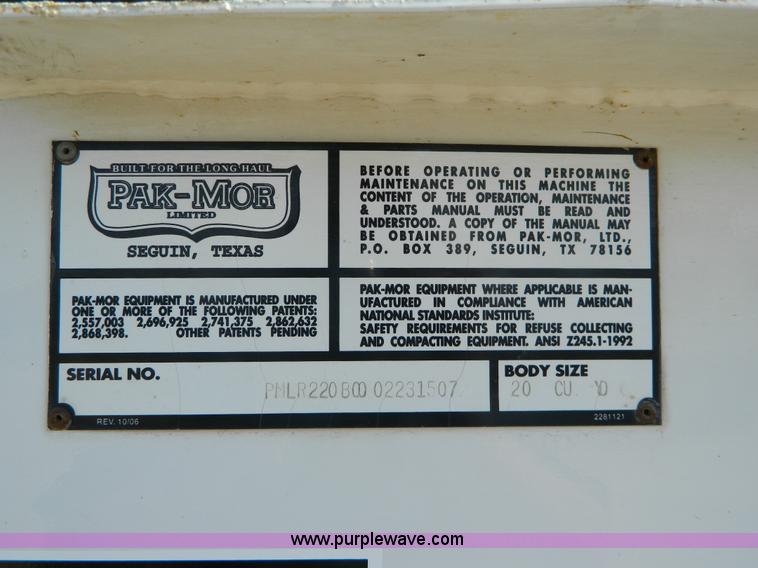 BUILT FOR THE LONG HAUL
PAK-MOR
LIMITED
SEGUIN, TEXAS
BEFORE OPERATING OR PERFORMING
MAINTENANCE ON THIS MACHINE THE
CONTENT OF THE OPERATION, MAINTENANCE
& PARTS MANUAL MUST BE READ AND
UNDERSTOOD. A COPY OF THE MANUAL MAY
BE OBTAINED FROM PAK-MOR, LTD.,
P.O. BOX 389, SEGUIN, TX 78156
PAK-MOR EQUIPMENT IS MANUFACTURED UNDER
ONE OR MORE OF THE FOLLOWING PATENTS:
2,557,003 2,696,925 2,741,375 2,862,632
2,868,398. OTHER PATENTS PENDING
PAK-MOR EQUIPMENT WHERE APPLICABLE IS MAN-
UFACTURED IN COMPLIANCE WITH AMERICAN
NATIONAL STANDARDS INSTITUTE:
SAFETY REQUIREMENTS FOR REFUSE COLLECTING
AND COMPACTING EQUIPMENT. ANSI Z245.1-1992
SERIAL NO.
PMLR220B00 02231507
REV. 10/06
BODY SIZE
20 CU YD
2281121
www.purplewave.com